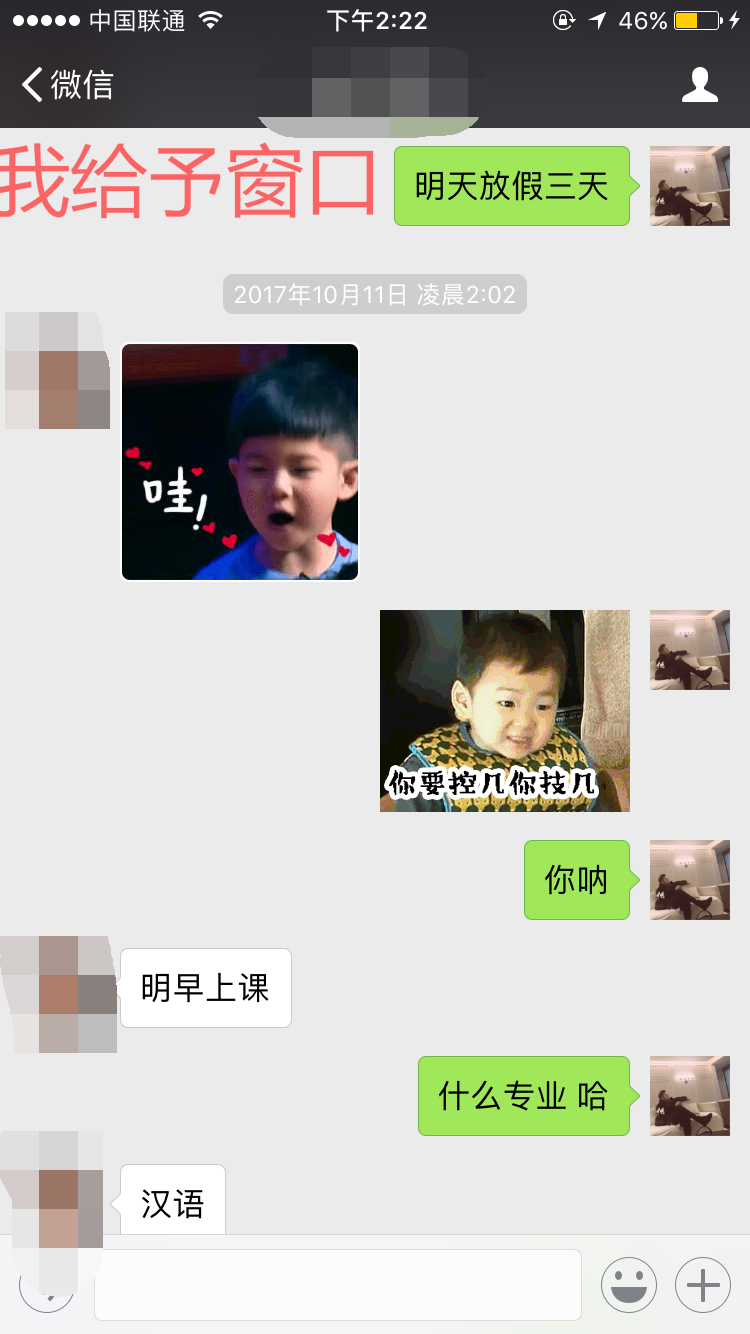 中国联通 下午2:22 46%
微信
我给予窗口
明天放假三天
2017年10月11日 凌晨2:02
哇!
你要控几你技几
你呐
明早上课
什么专业 哈
汉语